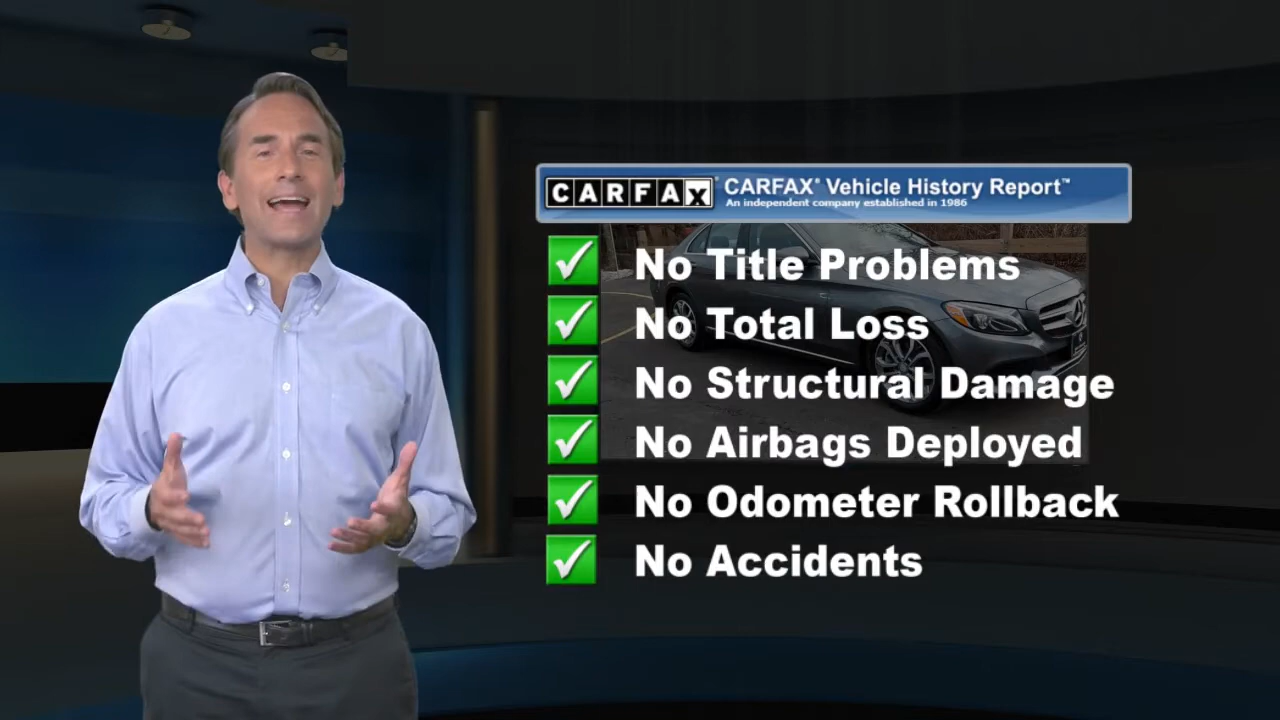 CARFAX® CARFAX® Vehicle History Report™
An independent company established in 1986
No Title Problems
No Total Loss
No Structural Damage
No Airbags Deployed
No Odometer Rollback
No Accidents